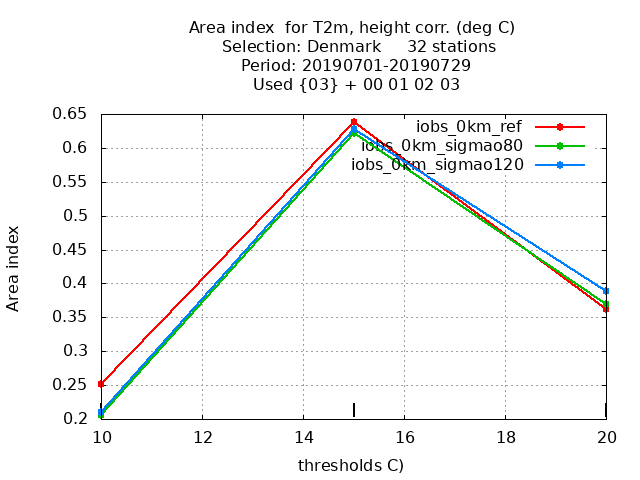 Area index  for T2m, height corr. (deg C)
Selection: Denmark     32 stations
Period: 20190701-20190729
Used {03} + 00 01 02 03
iobs_0km_ref
iobs_0km_sigmao80
iobs_0km_sigmao120
Area index
0.65
0.6
0.55
0.5
0.45
0.4
0.35
0.3
0.25
0.2
10 12 14 16 18 20
thresholds C)